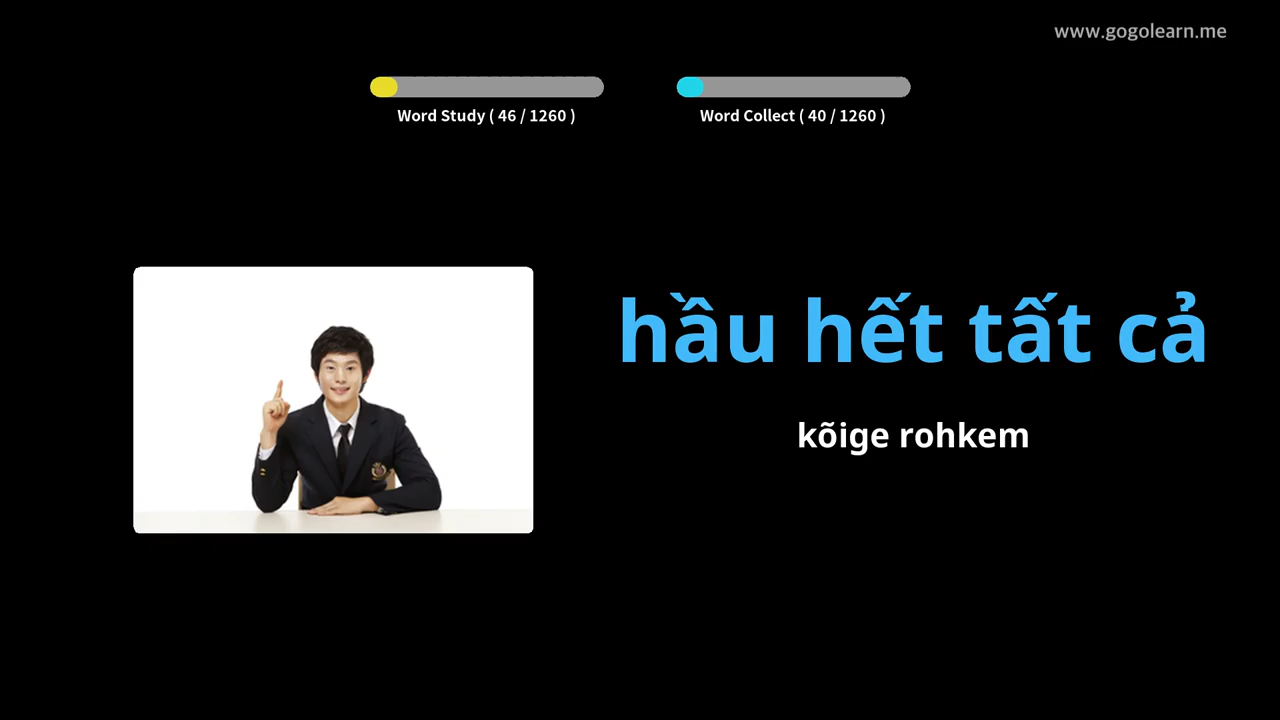 www.gogolearn.me
Word Study ( 46 / 1260 )
Word Collect ( 40 / 1260 )
hầu hết tất cả
kõige rohkem